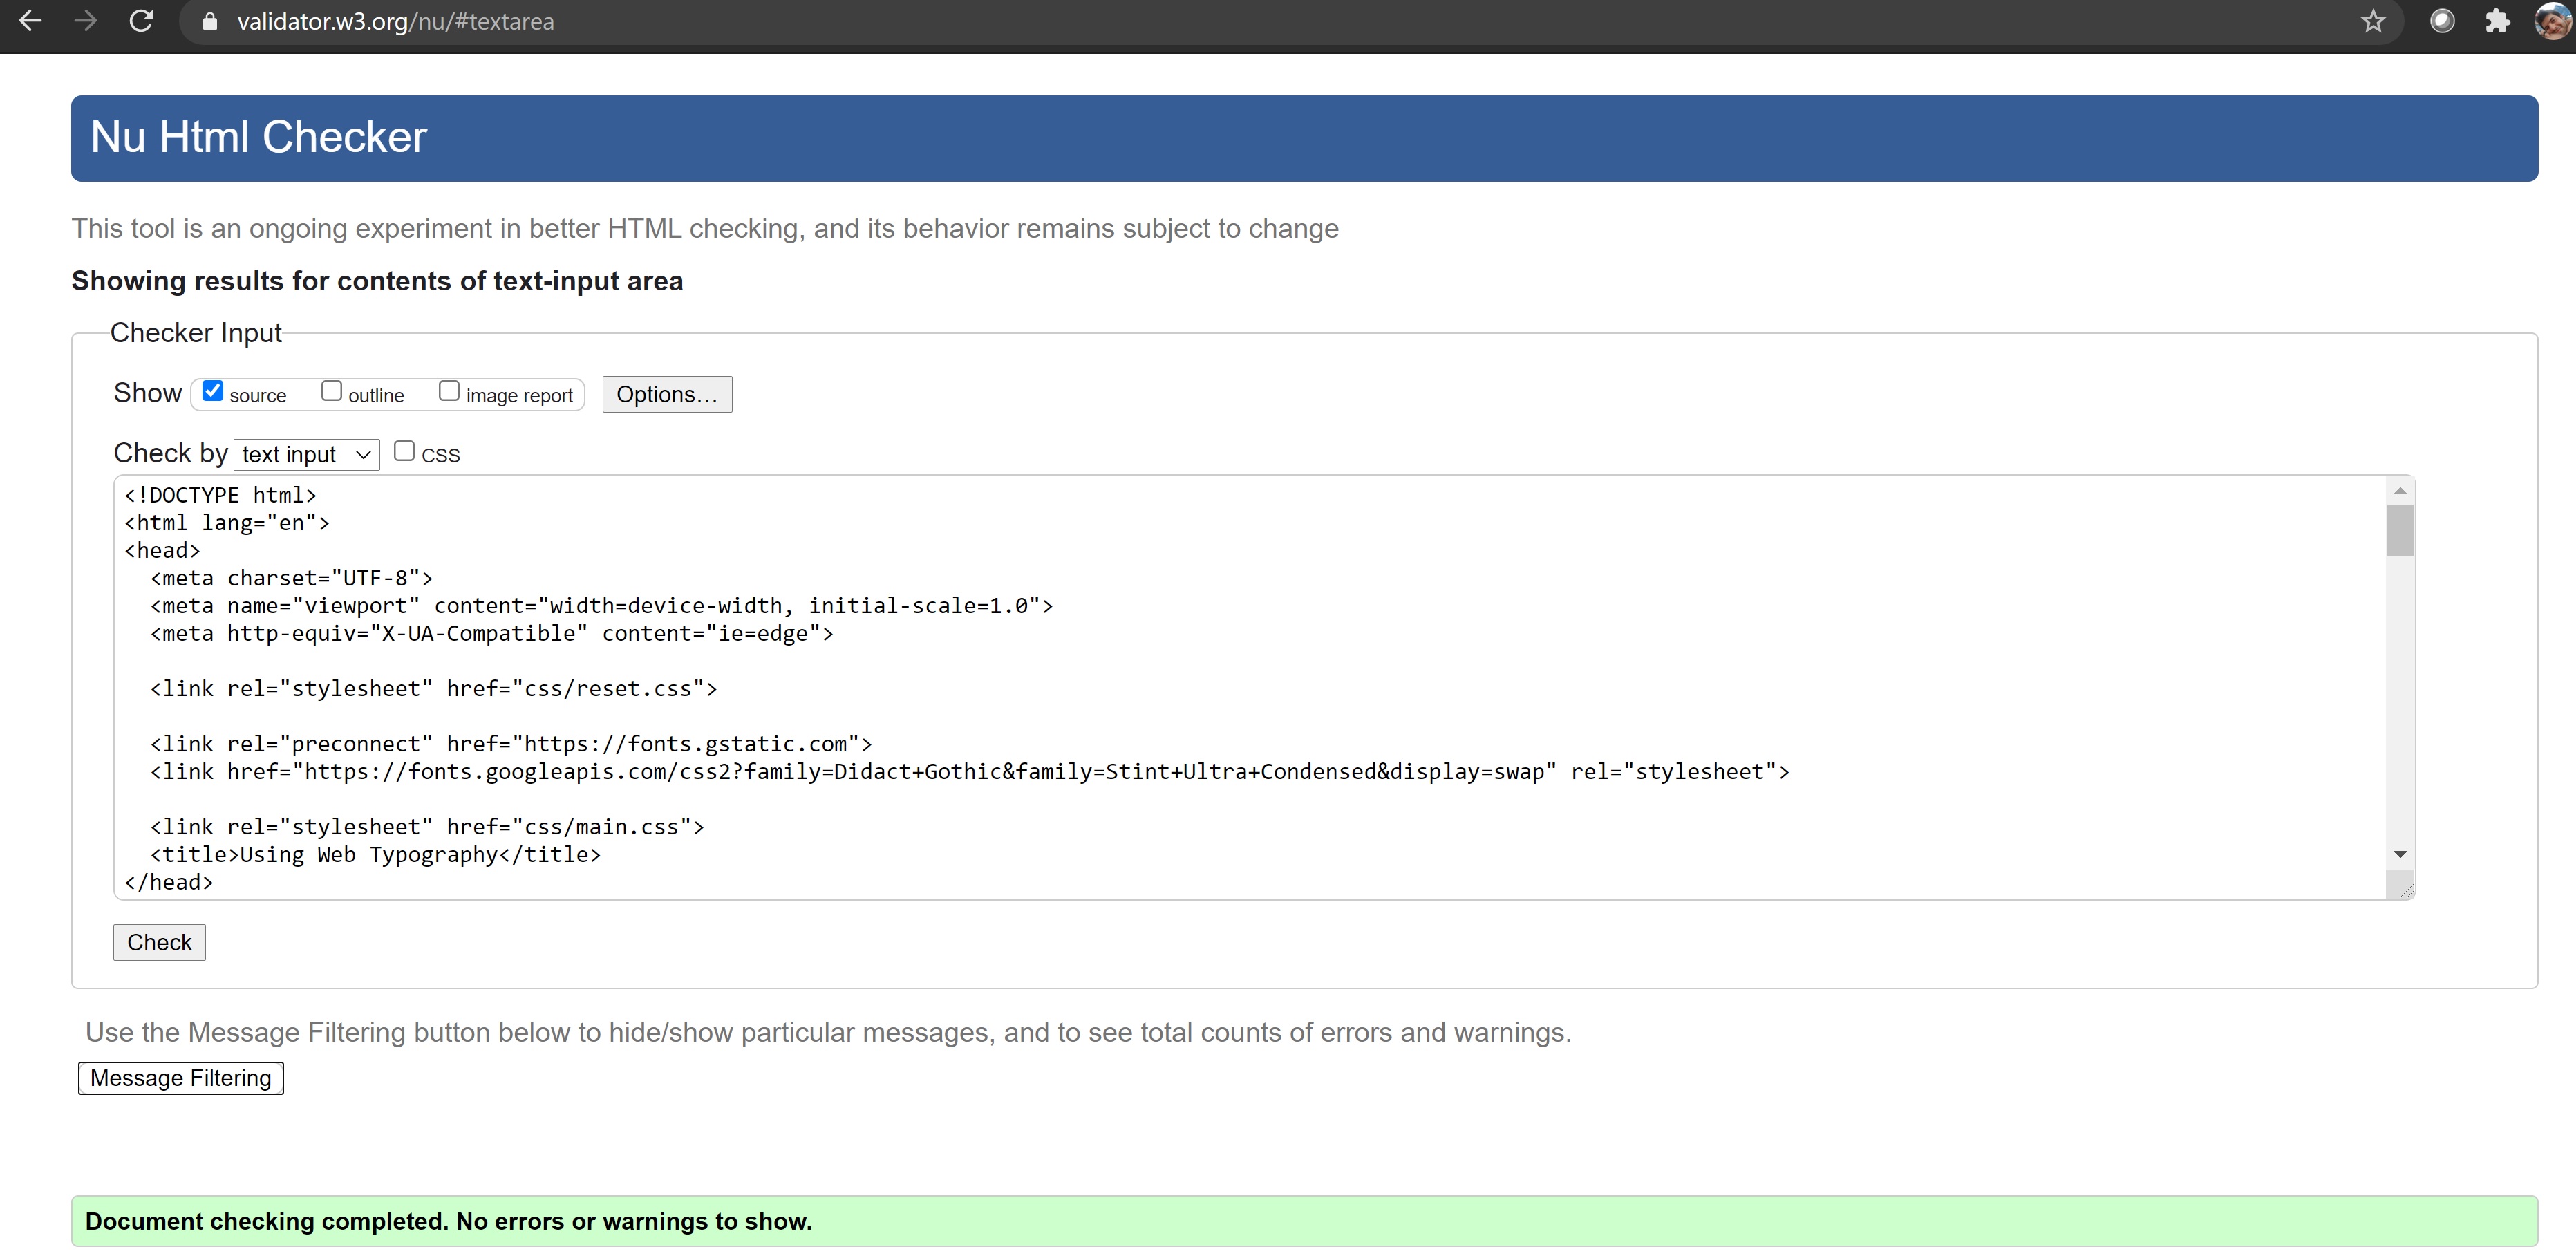 validator.w3.org/nu/#textarea
Nu Html Checker
This tool is an ongoing experiment in better HTML checking, and its behavior remains subject to change
Showing results for contents of text-input area
Checker Input
Show source outline image report Options...
Check by text input CSS
<!DOCTYPE html>
<html lang="en">
<head>
  <meta charset="UTF-8">
  <meta name="viewport" content="width=device-width, initial-scale=1.0">
  <meta http-equiv="X-UA-Compatible" content="ie=edge">
  <link rel="stylesheet" href="css/reset.css">
  <link rel="preconnect" href="https://fonts.gstatic.com">
  <link href="https://fonts.googleapis.com/css2?family=Didact+Gothic&family=Stint+Ultra+Condensed&display=swap" rel="stylesheet">
  <link rel="stylesheet" href="css/main.css">
  <title>Using Web Typography</title>
</head>
Check
Use the Message Filtering button below to hide/show particular messages, and to see total counts of errors and warnings.
Message Filtering
Document checking completed. No errors or warnings to show.